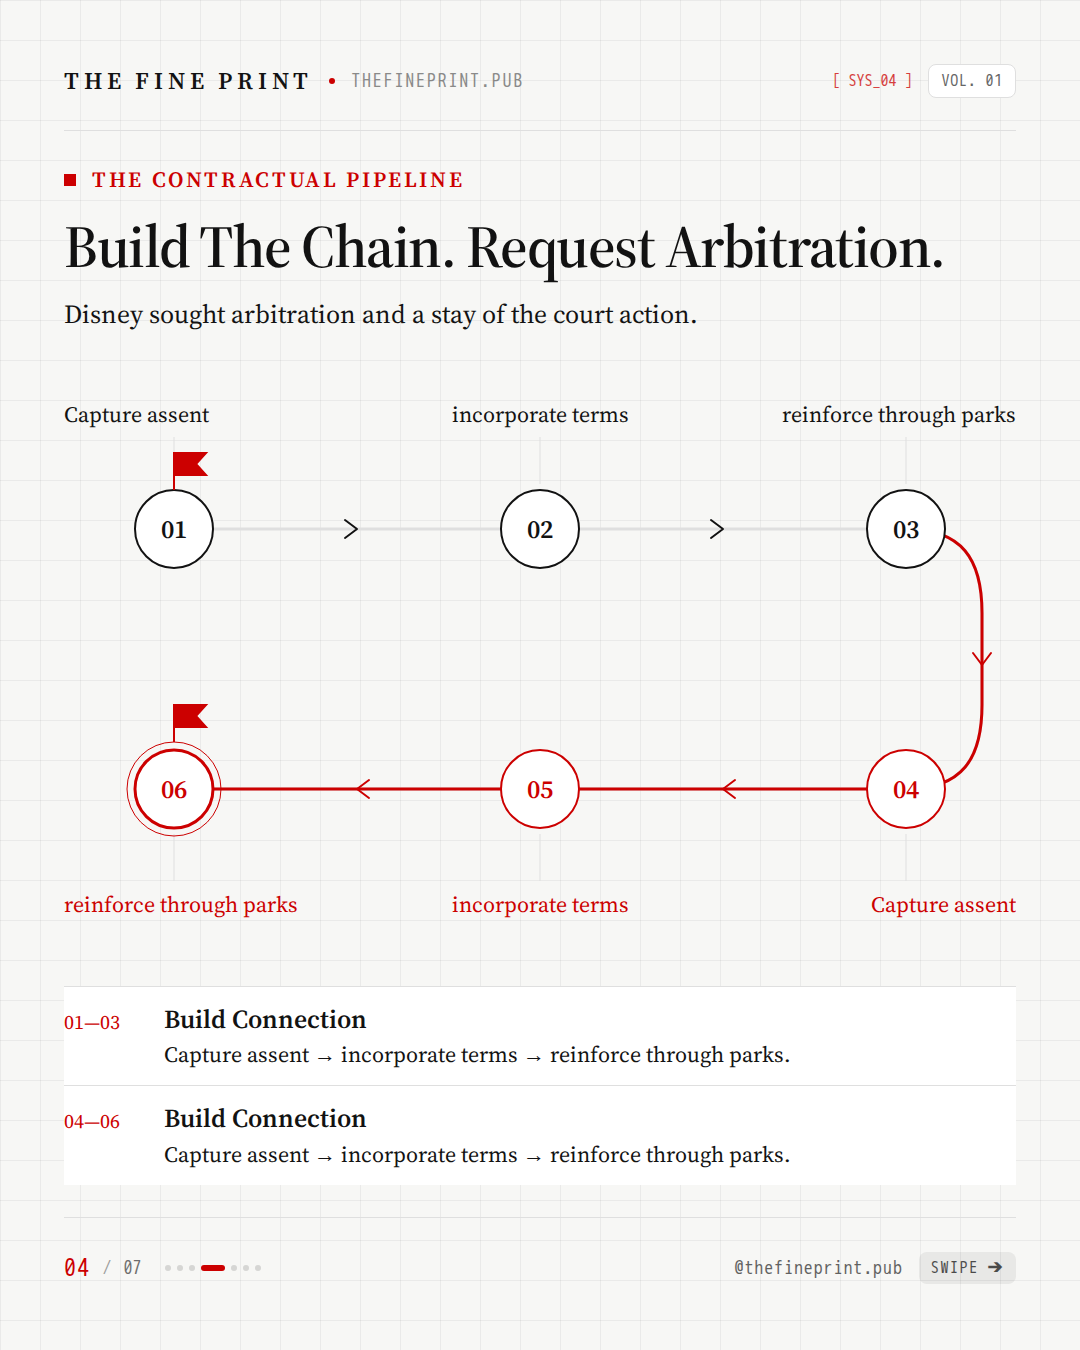 THE FINE PRINT • THEFINEPRINT.PUB [ SYS_04 ] VOL. 01
THE CONTRACTUAL PIPELINE
Build The Chain. Request Arbitration.
Disney sought arbitration and a stay of the court action.
Capture assent incorporate terms reinforce through parks
01 02 03
06 05 04
reinforce through parks incorporate terms Capture assent
01—03 Build Connection
Capture assent → incorporate terms → reinforce through parks.
04—06 Build Connection
Capture assent → incorporate terms → reinforce through parks.
04 / 07 @thefineprint.pub SWIPE ➔